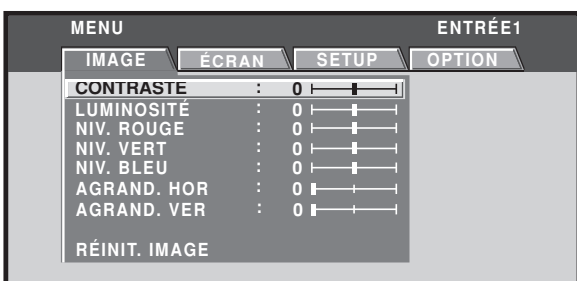 MENU ENTRÉE1
IMAGE ÉCRAN SETUP OPTION
CONTRASTE : 0
LUMINOSITÉ : 0
NIV. ROUGE : 0
NIV. VERT : 0
NIV. BLEU : 0
AGRAND. HOR : 0
AGRAND. VER : 0
RÉINIT. IMAGE